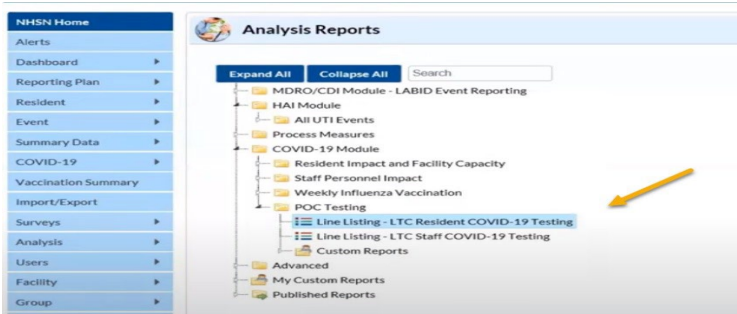 NHSN Home
Alerts
Dashboard
Reporting Plan
Resident
Event
Summary Data
COVID-19
Vaccination Summary
Import/Export
Surveys
Analysis
Users
Facility
Group
Analysis Reports
Expand All
Collapse All
Search
MDRO/CDI Module - LABID Event Reporting
HAI Module
All UTI Events
Process Measures
COVID-19 Module
Resident Impact and Facility Capacity
Staff Personnel Impact
Weekly Influenza Vaccination
POC Testing
Line Listing - LTC Resident COVID-19 Testing
Line Listing - LTC Staff COVID-19 Testing
Custom Reports
Advanced
My Custom Reports
Published Reports